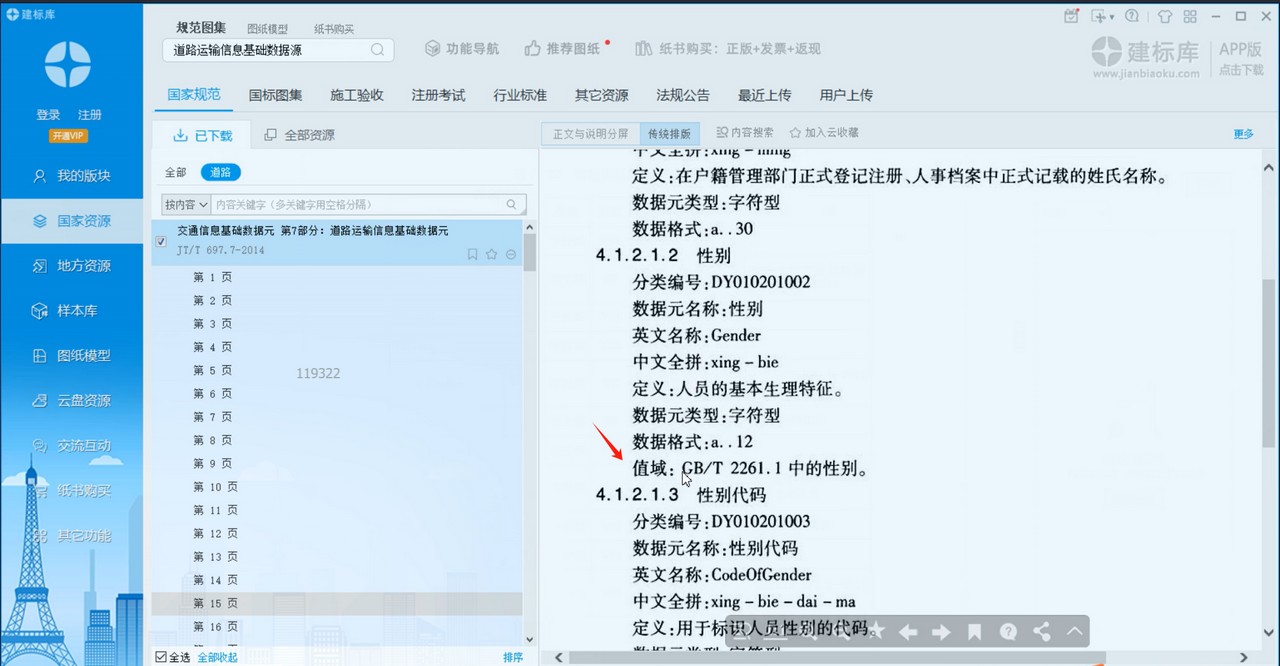 建标库
登录 注册
开通VIP
我的版块
国家资源
地方资源
样本库
图纸模型
云盘资源
交流互动
纸书购买
其它功能
规范图集 图纸模型 纸书购买
道路运输信息基础数据源
功能导航 推荐图纸 纸书购买：正版+发票+返现
建标库
www.jianbiaoku.com
APP版
点击下载
国家规范 国标图集 施工验收 注册考试 行业标准 其它资源 法规公告 最近上传 用户上传
已下载 全部资源
全部 道路
按内容 内容关键字（多关键字用空格分隔）
交通信息基础数据元 第7部分：道路运输信息基础数据元
JT/T 697.7-2014
第 1 页
第 2 页
第 3 页
第 4 页
第 5 页
第 6 页
第 7 页
第 8 页
第 9 页
第 10 页
第 11 页
第 12 页
第 13 页
第 14 页
第 15 页
第 16 页
119322
全选 全部收起 排序
正文与说明分屏 传统排版 内容搜索 加入云收藏 更多
中文全拼:xing-ming
定义:在户籍管理部门正式登记注册、人事档案中正式记载的姓氏名称。
数据元类型:字符型
数据格式:a..30
4.1.2.1.2 性别
分类编号:DY010201002
数据元名称:性别
英文名称:Gender
中文全拼:xing-bie
定义:人员的基本生理特征。
数据元类型:字符型
数据格式:a..12
值域: GB/T 2261.1 中的性别。
4.1.2.1.3 性别代码
分类编号:DY010201003
数据元名称:性别代码
英文名称:CodeOfGender
中文全拼:xing-bie-dai-ma
定义:用于标识人员性别的代码。
数据元类型:字符型